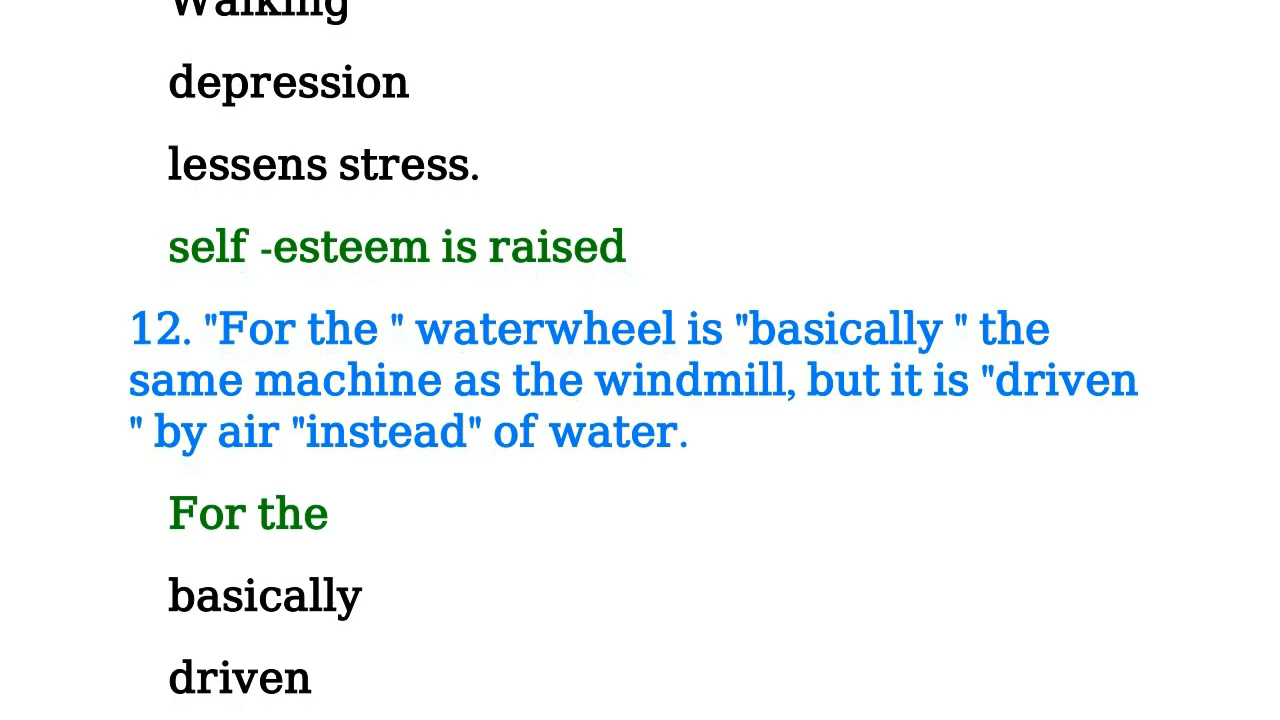 Walking
depression
lessens stress.
self -esteem is raised
12. "For the " waterwheel is "basically " the
same machine as the windmill, but it is "driven
" by air "instead" of water.
For the
basically
driven